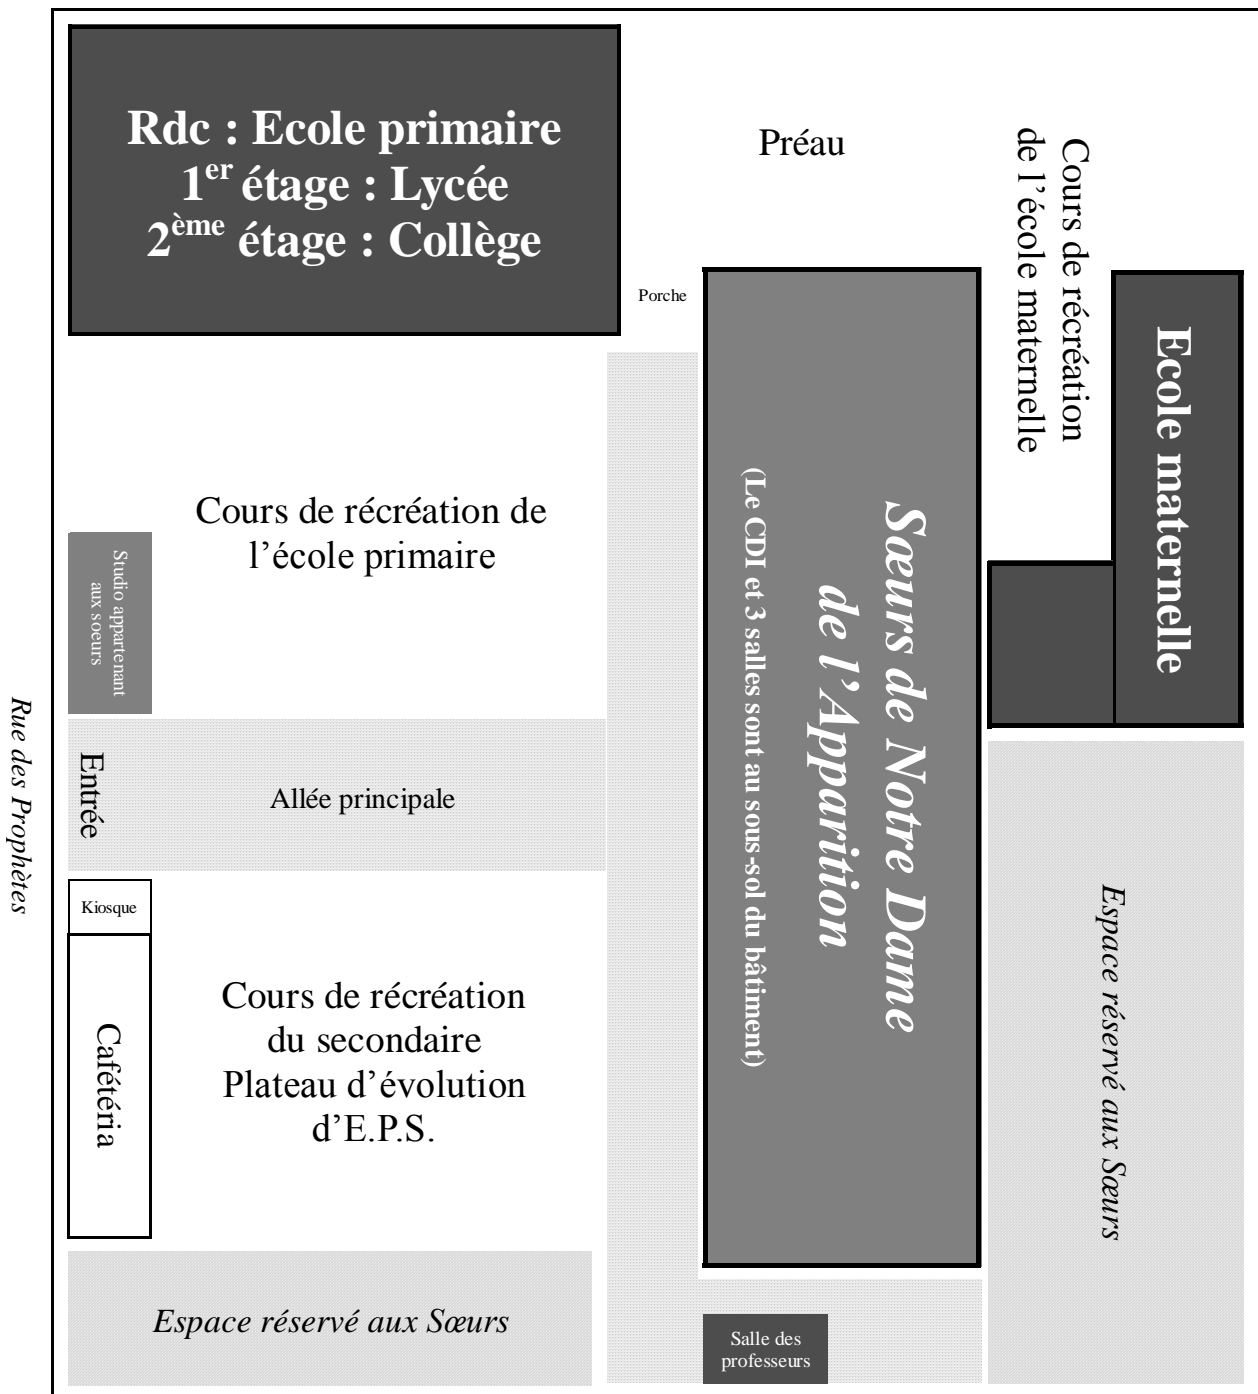 Rdc : Ecole primaire
1er étage : Lycée
2ème étage : Collège
Préau
Cours de récréation
de l'école maternelle
Porche
Ecole maternelle
Cours de récréation de
l'école primaire
Studio appartenant
aux soeurs
Sœurs de Notre Dame
de l'Apparition
(Le CDI et 3 salles sont au sous-sol du bâtiment)
Rue des Prophètes
Entrée
Allée principale
Kiosque
Cafétéria
Cours de récréation
du secondaire
Plateau d'évolution
d'E.P.S.
Espace réservé aux Sœurs
Espace réservé aux Sœurs
Salle des
professeurs